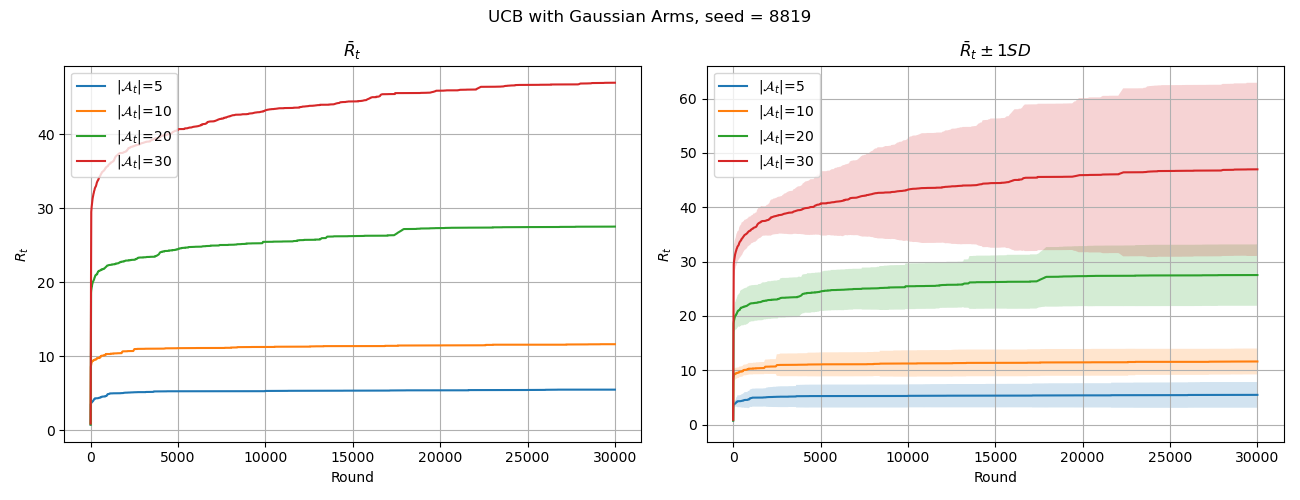 UCB with Gaussian Arms, seed = 8819
R̄ₜ
|𝒜ₜ|=5
|𝒜ₜ|=10
|𝒜ₜ|=20
|𝒜ₜ|=30
Rₜ
40
30
20
10
0
0 5000 10000 15000 20000 25000 30000
Round
R̄ₜ ± 1SD
|𝒜ₜ|=5
|𝒜ₜ|=10
|𝒜ₜ|=20
|𝒜ₜ|=30
Rₜ
60
50
40
30
20
10
0
0 5000 10000 15000 20000 25000 30000
Round